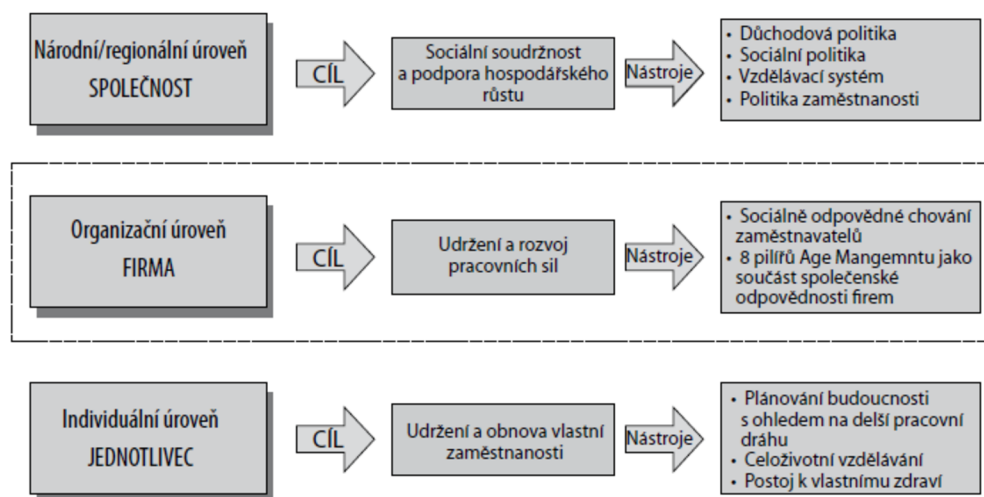 Národní/regionální úroveň
SPOLEČNOST
CÍL
Sociální soudržnost
a podpora hospodářského
růstu
Nástroje
• Důchodová politika
• Sociální politika
• Vzdělávací systém
• Politika zaměstnanosti
Organizační úroveň
FIRMA
CÍL
Udržení a rozvoj
pracovních sil
Nástroje
• Sociálně odpovědné chování
zaměstnavatelů
• 8 pilířů Age Mangemntu jako
součást společenské
odpovědnosti firem
Individuální úroveň
JEDNOTLIVEC
CÍL
Udržení a obnova vlastní
zaměstnanosti
Nástroje
• Plánování budoucnosti
s ohledem na delší pracovní
dráhu
• Celoživotní vzdělávání
• Postoj k vlastnímu zdraví